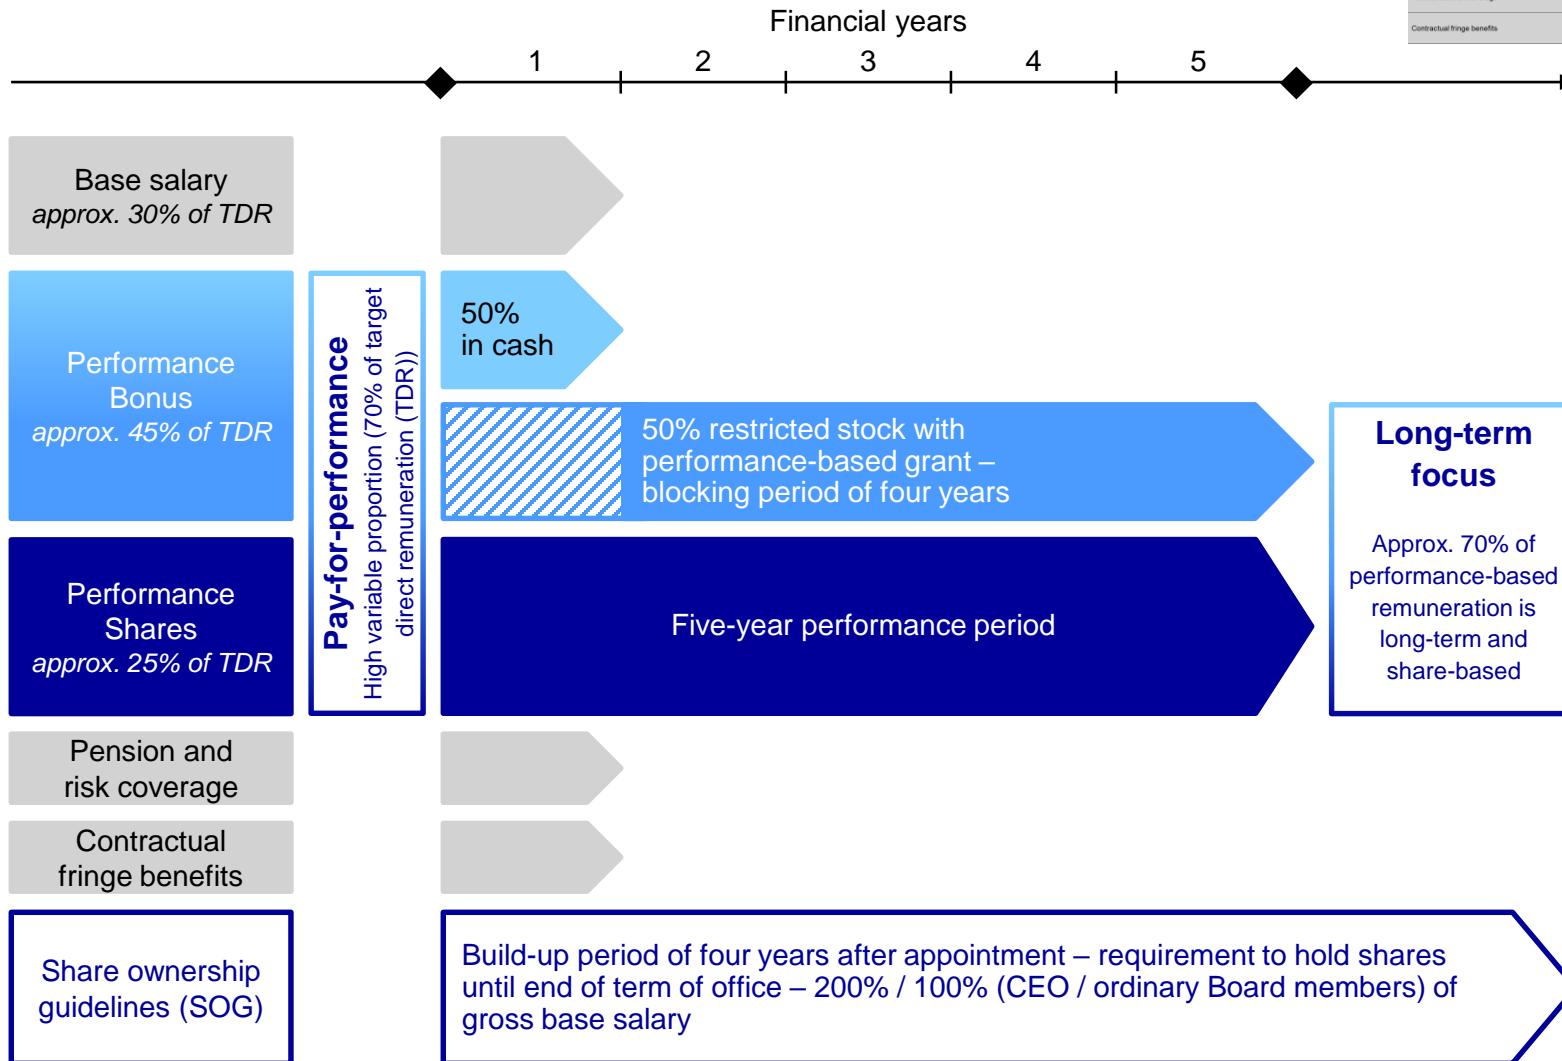 Financial years
Contractual fringe benefits
1 2 3 4 5
Base salary
approx. 30% of TDR
Performance
Bonus
approx. 45% of TDR
Pay-for-performance
High variable proportion (70% of target
direct remuneration (TDR))
50%
in cash
50% restricted stock with
performance-based grant –
blocking period of four years
Long-term
focus
Approx. 70% of
performance-based
remuneration is
long-term and
share-based
Performance
Shares
approx. 25% of TDR
Five-year performance period
Pension and
risk coverage
Contractual
fringe benefits
Share ownership
guidelines (SOG)
Build-up period of four years after appointment – requirement to hold shares
until end of term of office – 200% / 100% (CEO / ordinary Board members) of
gross base salary